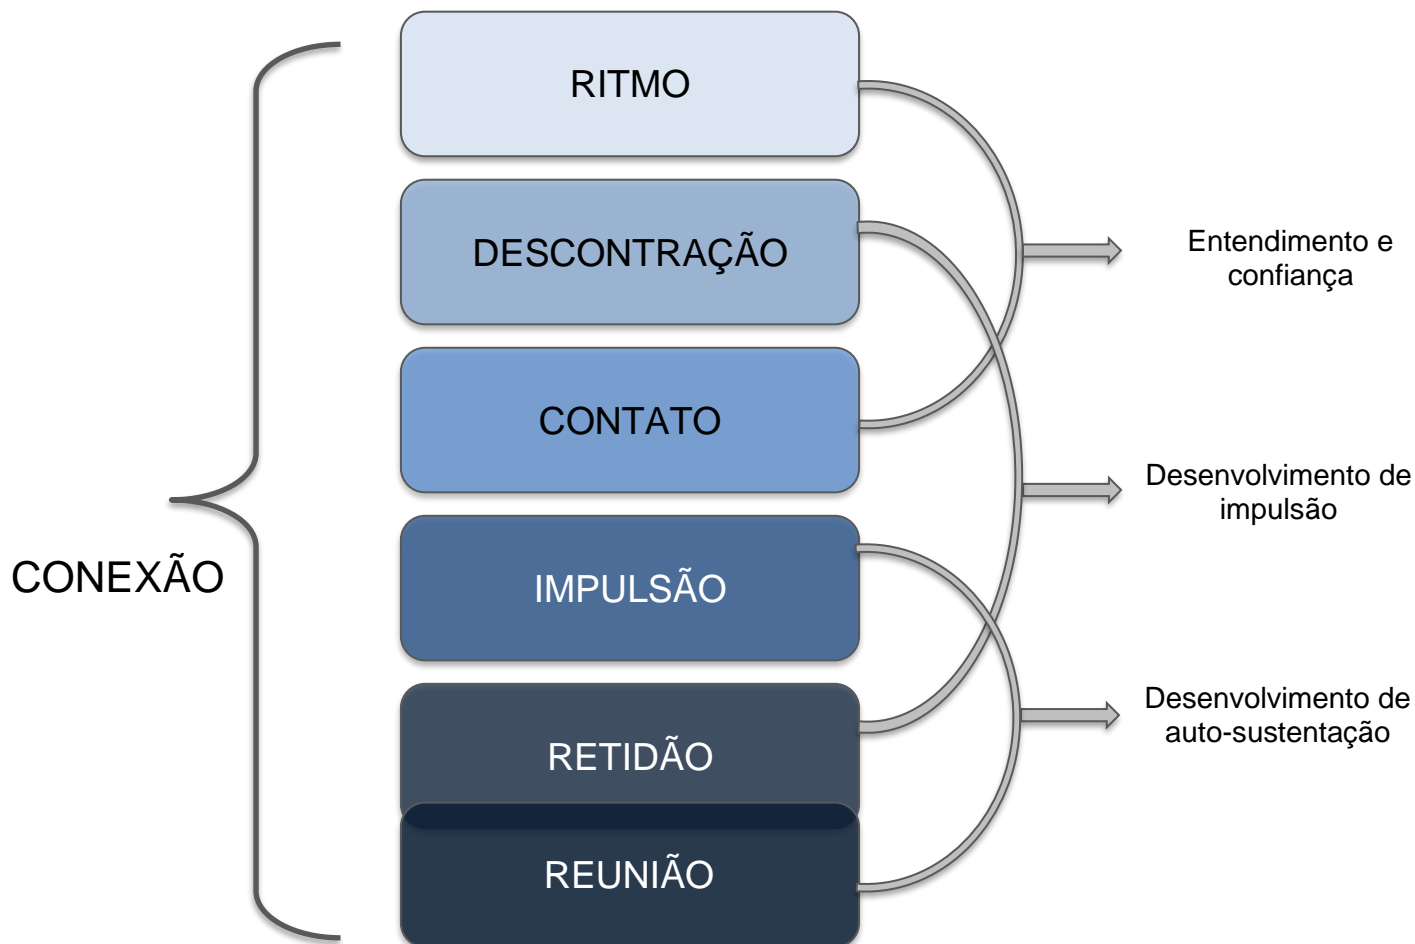 RITMO
DESCONTRAÇÃO
Entendimento e
confiança
CONTATO
Desenvolvimento de
impulsão
CONEXÃO
IMPULSÃO
RETIDÃO
Desenvolvimento de
auto-sustentação
REUNIÃO